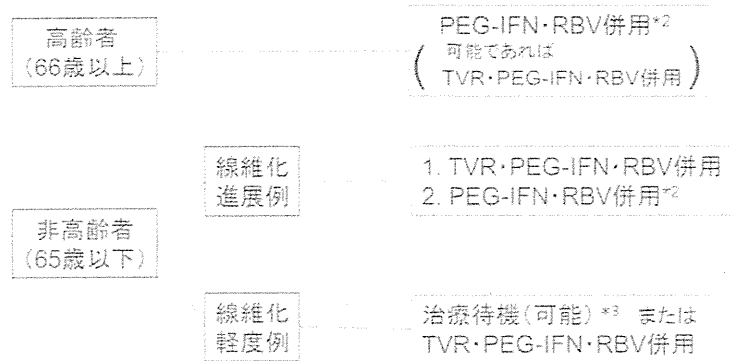 高齢者
(66歳以上)
PEG-IFN・RBV併用*2
(可能であれば
TVR・PEG-IFN・RBV併用)
線維化
進展例
1. TVR・PEG-IFN・RBV併用
2. PEG-IFN・RBV併用*2
非高齢者
(65歳以下)
線維化
軽度例
治療待機(可能)*3 または
TVR・PEG-IFN・RBV併用